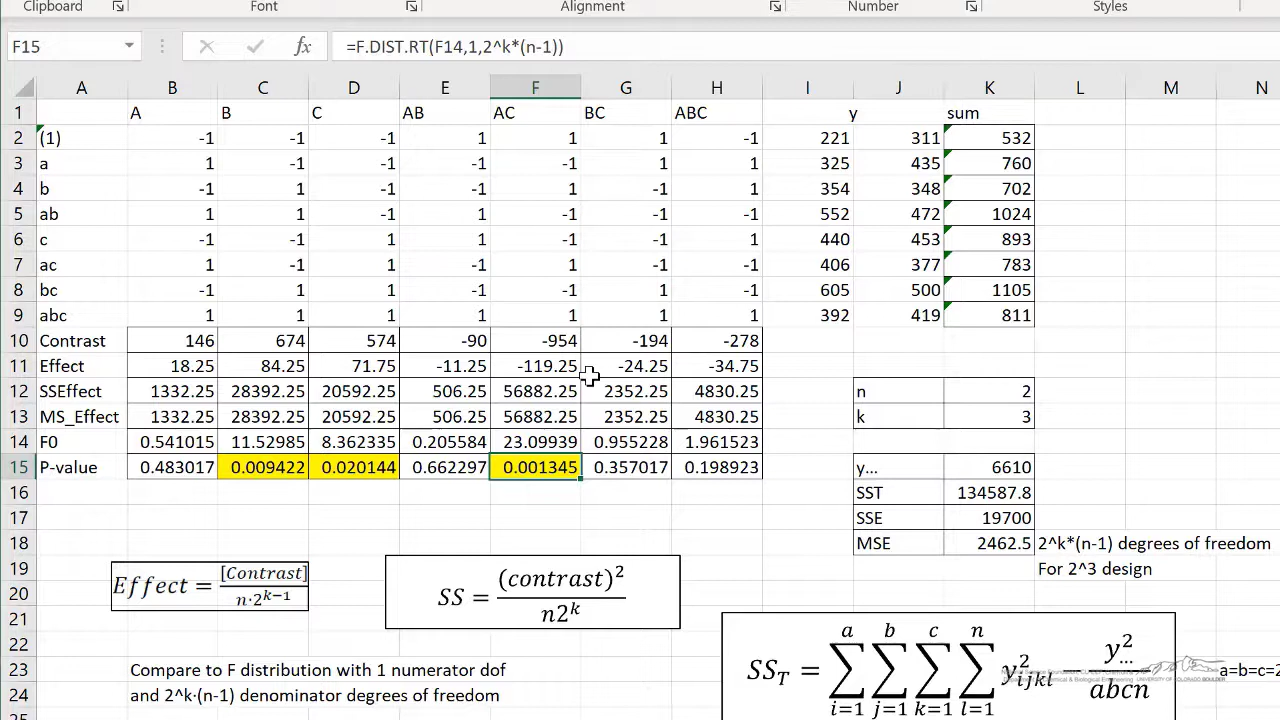 Clipboard Font Alignment Number Styles
F15 fx =F.DIST.RT(F14,1,2^k*(n-1))
A B C D E F G H I J K L M N
1 A B C AB AC BC ABC y sum
2 (1) -1 -1 -1 1 1 1 -1 221 311 532
3 a 1 -1 -1 -1 -1 1 1 325 435 760
4 b -1 1 -1 -1 1 -1 1 354 348 702
5 ab 1 1 -1 1 -1 -1 -1 552 472 1024
6 c -1 -1 1 1 -1 -1 1 440 453 893
7 ac 1 -1 1 -1 1 -1 -1 406 377 783
8 bc -1 1 1 -1 -1 1 -1 605 500 1105
9 abc 1 1 1 1 1 1 1 392 419 811
10 Contrast 146 674 574 -90 -954 -194 -278
11 Effect 18.25 84.25 71.75 -11.25 -119.25 -24.25 -34.75
12 SSEffect 1332.25 28392.25 20592.25 506.25 56882.25 2352.25 4830.25 n 2
13 MS_Effect 1332.25 28392.25 20592.25 506.25 56882.25 2352.25 4830.25 k 3
14 F0 0.541015 11.52985 8.362335 0.205584 23.09939 0.955228 1.961523
15 P-value 0.483017 0.009422 0.020144 0.662297 0.001345 0.357017 0.198923 y... 6610
16 SST 134587.8
17 SSE 19700
18 MSE 2462.5 2^k*(n-1) degrees of freedom
19 For 2^3 design
20
21
22
23
24
25
Effect = [Contrast] / n·2^{k−1}
SS = (contrast)² / n2^k
Compare to F distribution with 1 numerator dof
and 2^k·(n-1) denominator degrees of freedom
SS_T = ∑_{i=1}^{a} ∑_{j=1}^{b} ∑_{k=1}^{c} ∑_{l=1}^{n} y²_{ijkl} − y²_{...} / abcn
a=b=c=2
UNIVERSITY OF COLORADO BOULDER